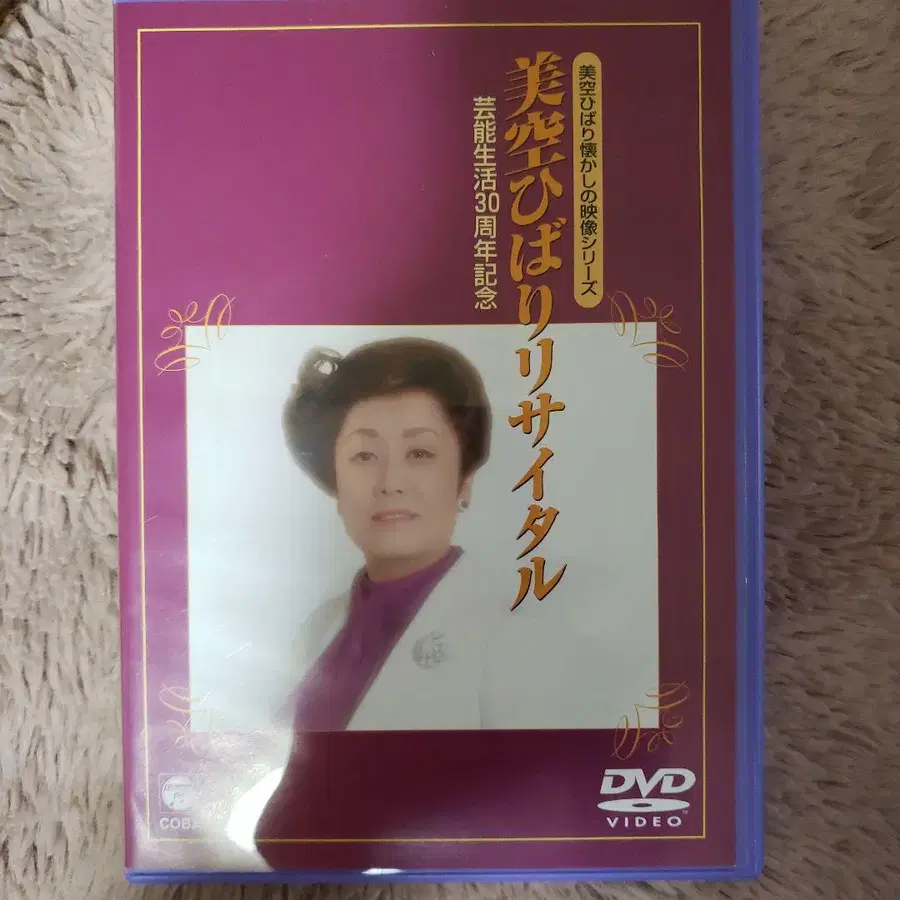 美空ひばり懐かしの映像シリーズ
美空ひばりリサイタル
芸能生活30周年記念
DVD
VIDEO